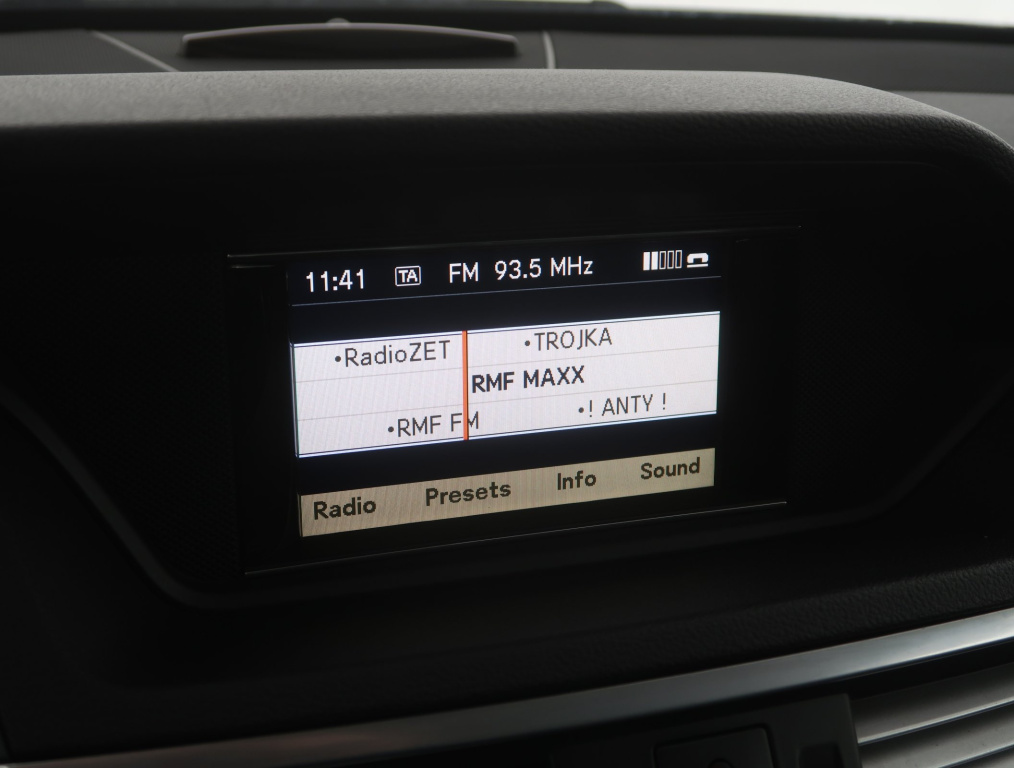 11:41 TA FM 93.5 MHz
•RadioZET •TROJKA
RMF MAXX
•RMF FM •! ANTY !
Radio Presets Info Sound